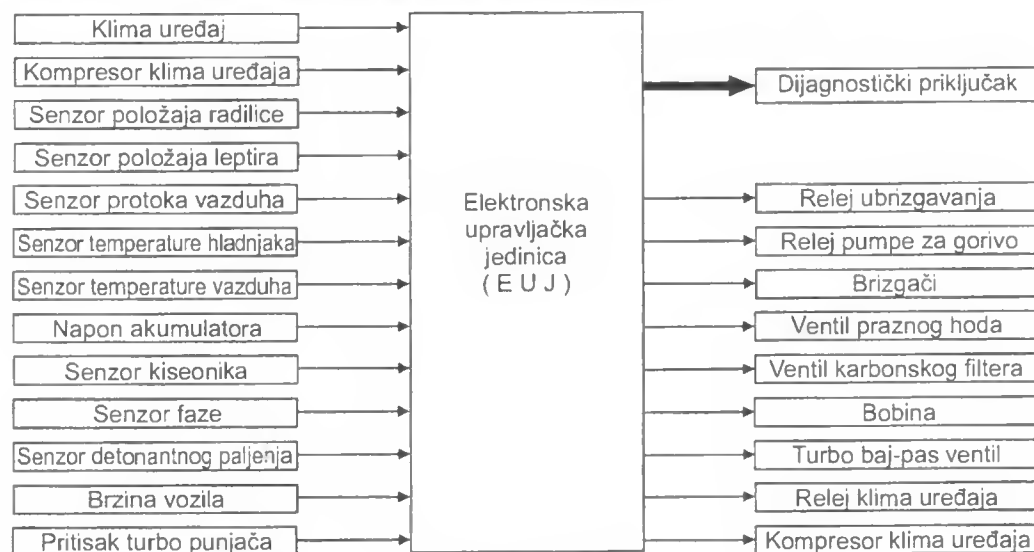 Klima uređaj
Kompresor klima uređaja
Senzor položaja radilice
Senzor položaja leptira
Senzor protoka vazduha
Senzor temperature hladnjaka
Senzor temperature vazduha
Napon akumulatora
Senzor kiseonika
Senzor faze
Senzor detonantnog paljenja
Brzina vozila
Pritisak turbo punjača
Elektronska
upravljačka
jedinica
( E U J )
Dijagnostički priključak
Relej ubrizgavanja
Relej pumpe za gorivo
Brizgači
Ventil praznog hoda
Ventil karbonskog filtera
Bobina
Turbo baj-pas ventil
Relej klima uređaja
Kompresor klima uređaja